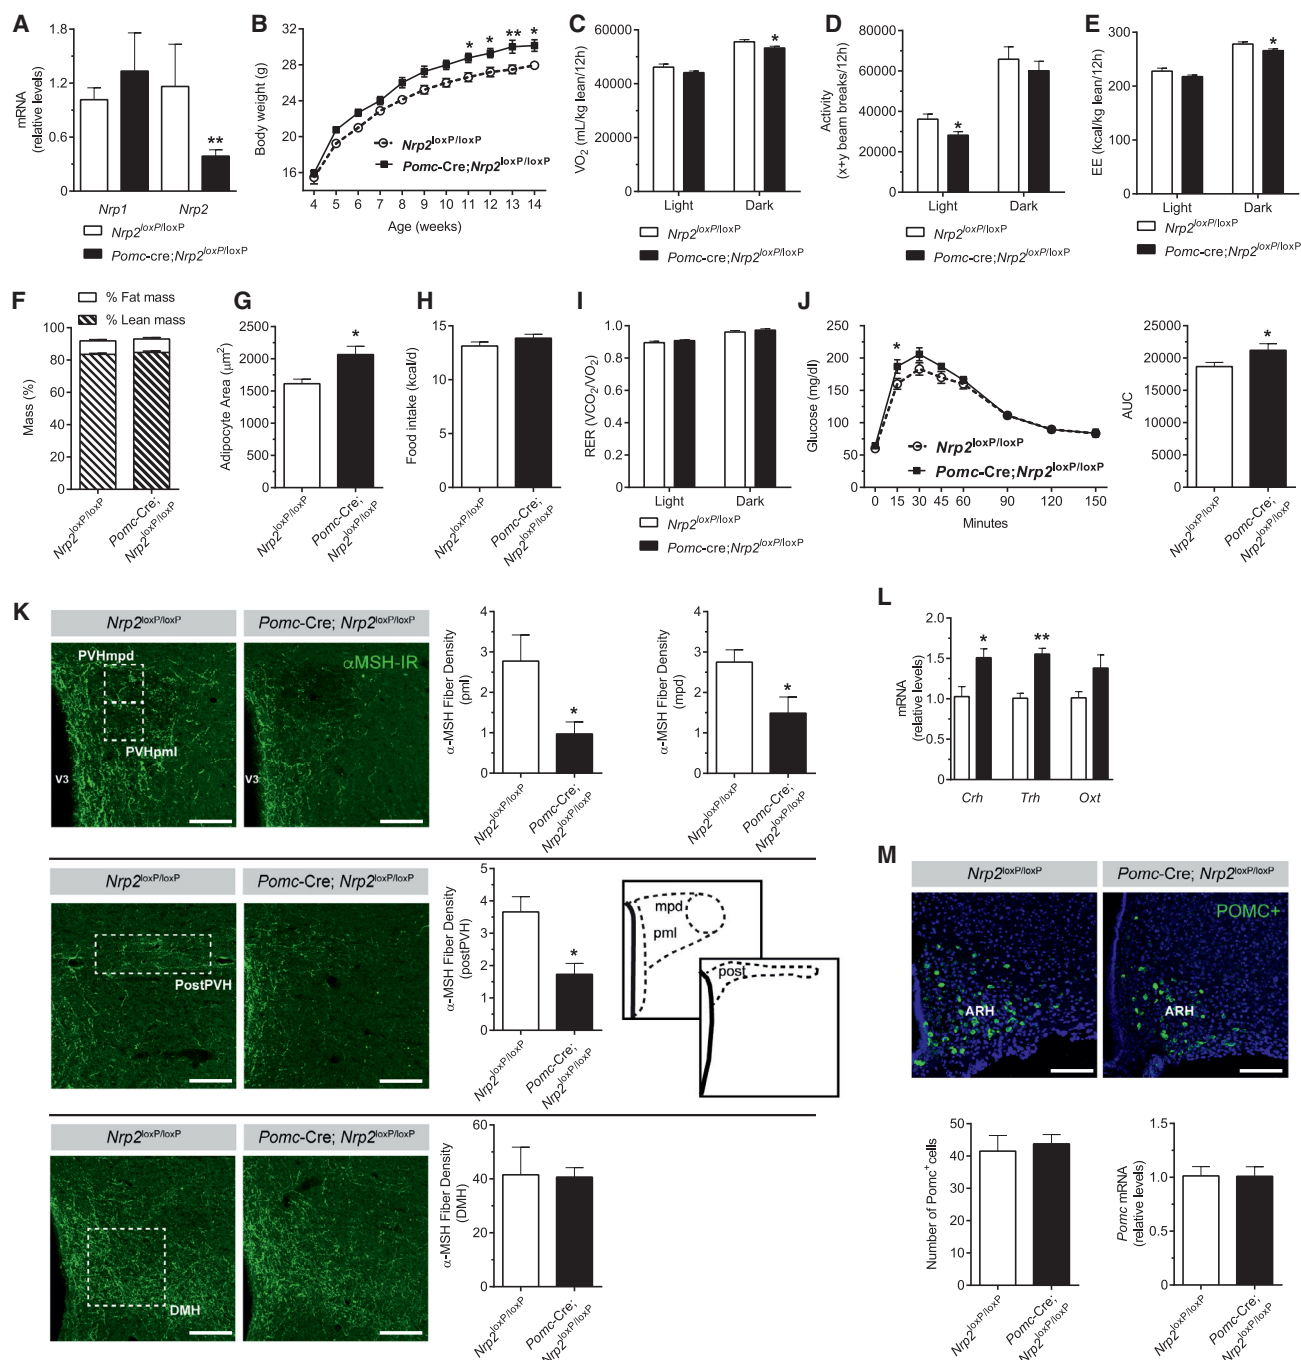 A
mRNA
(relative levels)
1.8
1.2
0.6
0
Nrp1
Nrp2
**
Nrp2loxP/loxP
Pomc-cre;Nrp2loxP/loxP
B
Body weight (g)
32
28
24
20
16
* * ** *
Nrp2loxP/loxP
Pomc-Cre;Nrp2loxP/loxP
4 5 6 7 8 9 10 11 12 13 14
Age (weeks)
C
VO2 (mL/kg lean/12h)
60000
40000
20000
0
*
Light
Dark
Nrp2loxP/loxP
Pomc-cre;Nrp2loxP/loxP
D
Activity
(x+y beam breaks/12h)
80000
60000
40000
20000
0
*
Light
Dark
Nrp2loxP/loxP
Pomc-cre;Nrp2loxP/loxP
E
EE (kcal/kg lean/12h)
300
200
100
0
*
Light
Dark
Nrp2loxP/loxP
Pomc-cre;Nrp2loxP/loxP
F
% Fat mass
% Lean mass
Mass (%)
100
80
60
40
20
0
Nrp2loxP/loxP
Pomc-Cre;
Nrp2loxP/loxP
G
Adipocyte Area (μm2)
2500
2250
2000
1750
1500
1250
1000
750
500
250
0
*
Nrp2loxP/loxP
Pomc-Cre;
Nrp2loxP/loxP
H
Food intake (kcal/d)
15
10
5
0
Nrp2loxP/loxP
Pomc-Cre;
Nrp2loxP/loxP
I
RER (VCO2/VO2)
1.0
0.8
0.6
0.4
0.2
0.0
Light
Dark
Nrp2loxP/loxP
Pomc-cre;Nrp2loxP/loxP
J
Glucose (mg/dl)
250
200
150
100
50
0
*
Nrp2loxP/loxP
Pomc-Cre;Nrp2loxP/loxP
0 15 30 45 60 90 120 150
Minutes
AUC
25000
20000
15000
10000
5000
0
*
Nrp2loxP/loxP
Pomc-Cre;
Nrp2loxP/loxP
K
Nrp2loxP/loxP
Pomc-Cre; Nrp2loxP/loxP
PVHmpd
PVHpml
V3
αMSH-IR
V3
α-MSH Fiber Density
(pml)
4
3
2
1
0
*
Nrp2loxP/loxP
Pomc-Cre;
Nrp2loxP/loxP
α-MSH Fiber Density
(mpd)
4
3
2
1
0
*
Nrp2loxP/loxP
Pomc-Cre;
Nrp2loxP/loxP
Nrp2loxP/loxP
Pomc-Cre; Nrp2loxP/loxP
PostPVH
α-MSH Fiber Density
(postPVH)
5
4
3
2
1
0
*
Nrp2loxP/loxP
Pomc-Cre;
Nrp2loxP/loxP
mpd
pml
post
Nrp2loxP/loxP
Pomc-Cre; Nrp2loxP/loxP
DMH
α-MSH Fiber Density
(DMH)
60
40
20
0
Nrp2loxP/loxP
Pomc-Cre;
Nrp2loxP/loxP
L
mRNA
(relative levels)
2.0
1.5
1.0
0.5
0
*
**
Crh
Trh
Oxt
M
Nrp2loxP/loxP
Pomc-Cre; Nrp2loxP/loxP
ARH
POMC+
ARH
Number of Pomc+cells
50
40
30
20
10
0
Nrp2loxP/loxP
Pomc-Cre;
Nrp2loxP/loxP
Pomc mRNA
(relative levels)
1.5
1.0
0.5
0
Nrp2loxP/loxP
Pomc-Cre;
Nrp2loxP/loxP